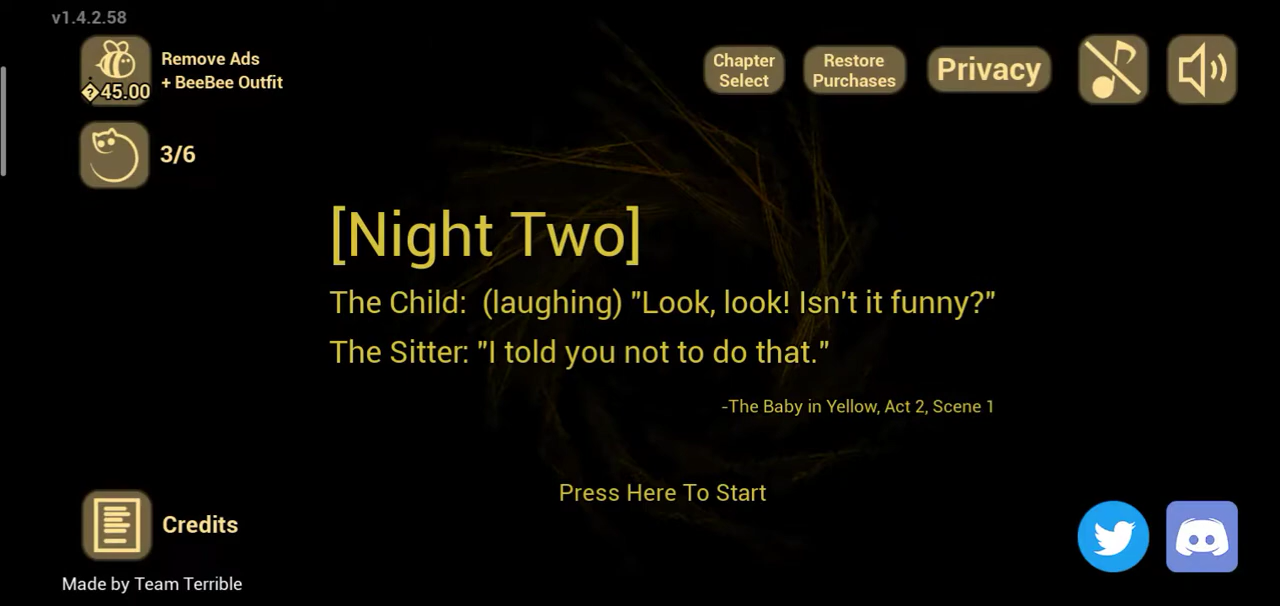 v1.4.2.58
Remove Ads
+ BeeBee Outfit
45.00
Chapter
Select
Restore
Purchases
Privacy
3/6
[Night Two]
The Child:  (laughing) "Look, look! Isn't it funny?"
The Sitter: "I told you not to do that."
-The Baby in Yellow, Act 2, Scene 1
Press Here To Start
Credits
Made by Team Terrible